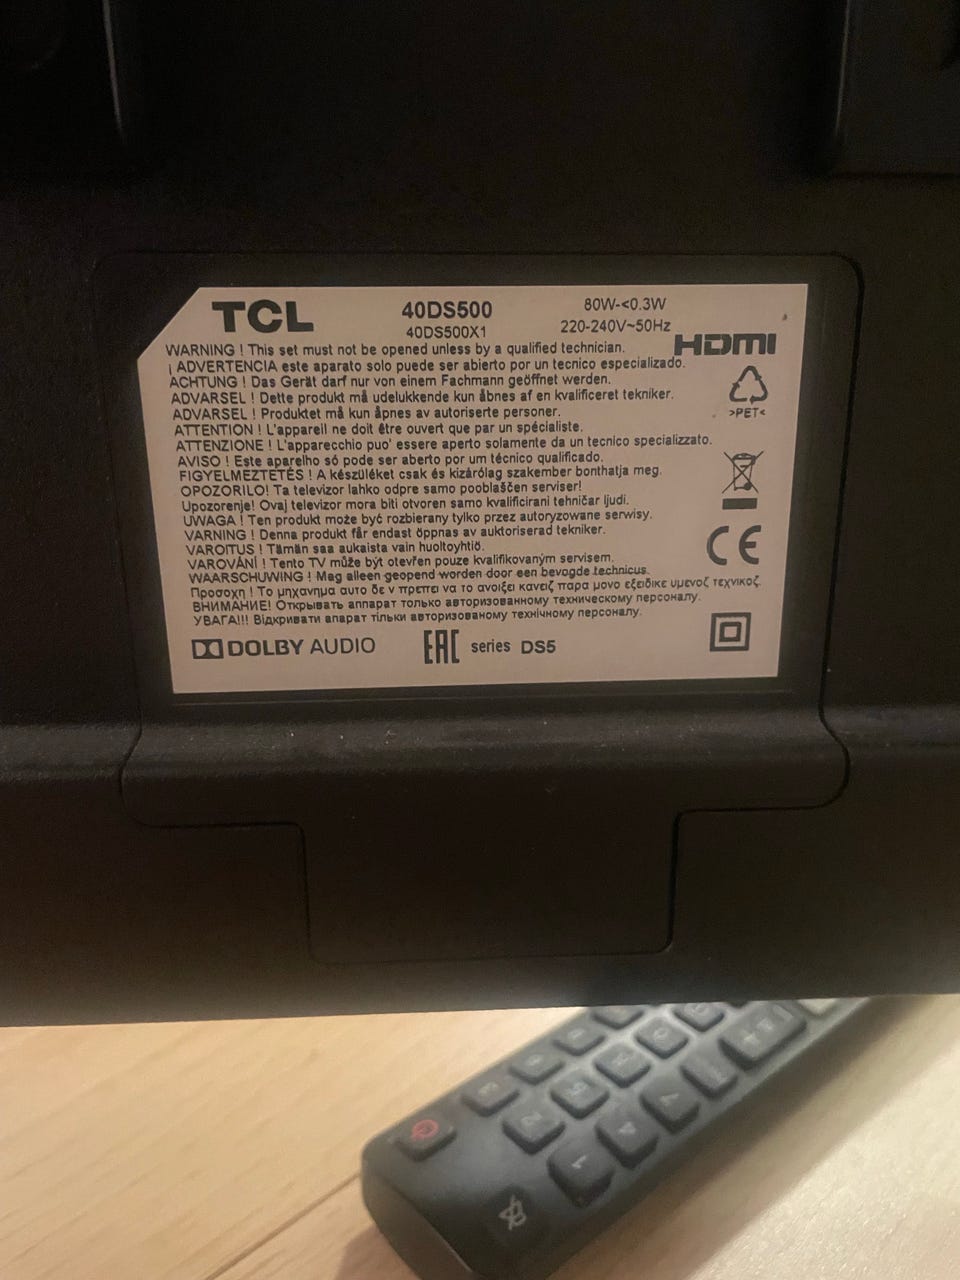 TCL 40DS500 80W-<0.3W
40DS500X1 220-240V~50Hz
HDMI
WARNING ! This set must not be opened unless by a qualified technician.
¡ ADVERTENCIA este aparato solo puede ser abierto por un tecnico especializado.
ACHTUNG ! Das Gerät darf nur von einem Fachmann geöffnet werden.
ADVARSEL ! Dette produkt må udelukkende kun åbnes af en kvalificeret tekniker.
ADVARSEL ! Produktet må kun åpnes av autoriserte personer.
>PET<
ATTENTION ! L'appareil ne doit être ouvert que par un spécialiste.
ATTENZIONE ! L'apparecchio puo' essere aperto solamente da un tecnico specializzato.
AVISO ! Este aparelho só pode ser aberto por um técnico qualificado.
FIGYELMEZTETÉS ! A készüléket csak és kizárólag szakember bonthatja meg.
OPOZORILO! Ta televizor lahko odpre samo pooblaščen serviser!
Upozorenje! Ovaj televizor mora biti otvoren samo kvalificirani tehničar ljudi.
UWAGA ! Ten produkt może być rozbierany tylko przez autoryzowane serwisy.
VARNING ! Denna produkt får endast öppnas av auktoriserad tekniker.
VAROITUS ! Tämän saa aukaista vain huoltoyhtiö.
VAROVÁNÍ ! Tento TV může být otevřen pouze kvalifikovaným servisem.
WAARSCHUWING ! Mag alleen geopend worden door een bevogde technicus.
CE
Προσοχη ! Το μηχανημα αυτο δε ν πρεπει να το ανοιξει κανειζ παρα μονο εξειδικε υμενοζ τεχνικοζ.
ВНИМАНИЕ! Открывать аппарат только авторизованному техническому персоналу.
УВАГА!!! Відкривати апарат тільки авторизованому технічному персоналу.
DOLBY AUDIO EAC series DS5